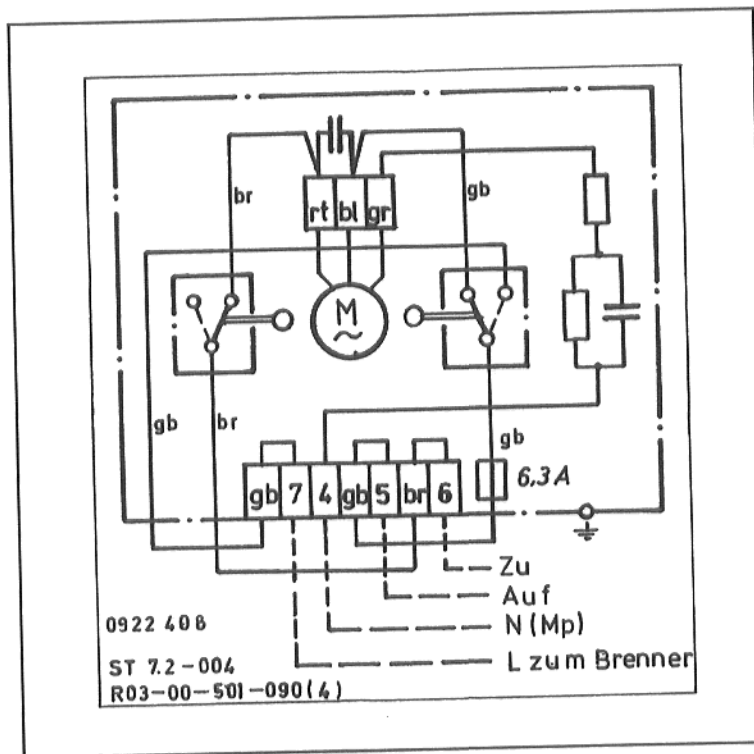 br
gb
rt bl gr
M
~
gb
br
gb
gb 7 4 gb 5 br 6
6,3A
Zu
Auf
N (Mp)
L zum Brenner
0922 408
ST 7.2-004
R03-00-501-090(4)